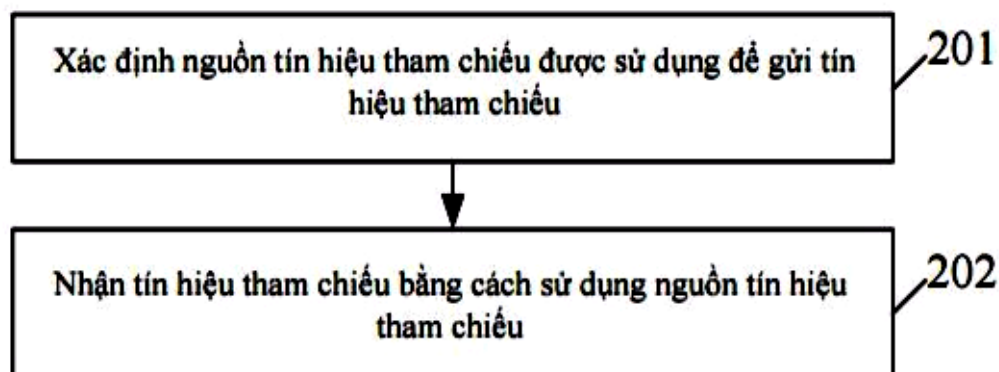 Xác định nguồn tín hiệu tham chiếu được sử dụng để gửi tín
hiệu tham chiếu
201
Nhận tín hiệu tham chiếu bằng cách sử dụng nguồn tín hiệu
tham chiếu
202